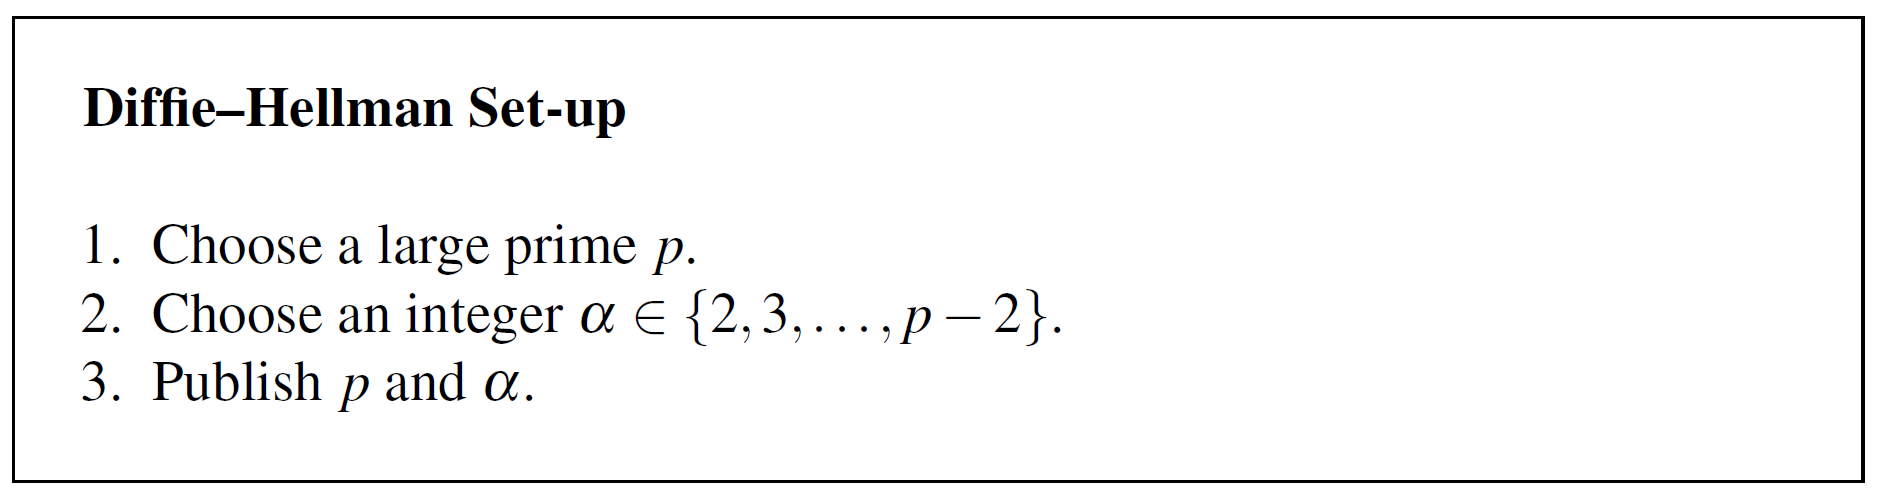 Diffie–Hellman Set-up
1. Choose a large prime p.
2. Choose an integer α ∈ {2,3,...,p−2}.
3. Publish p and α.